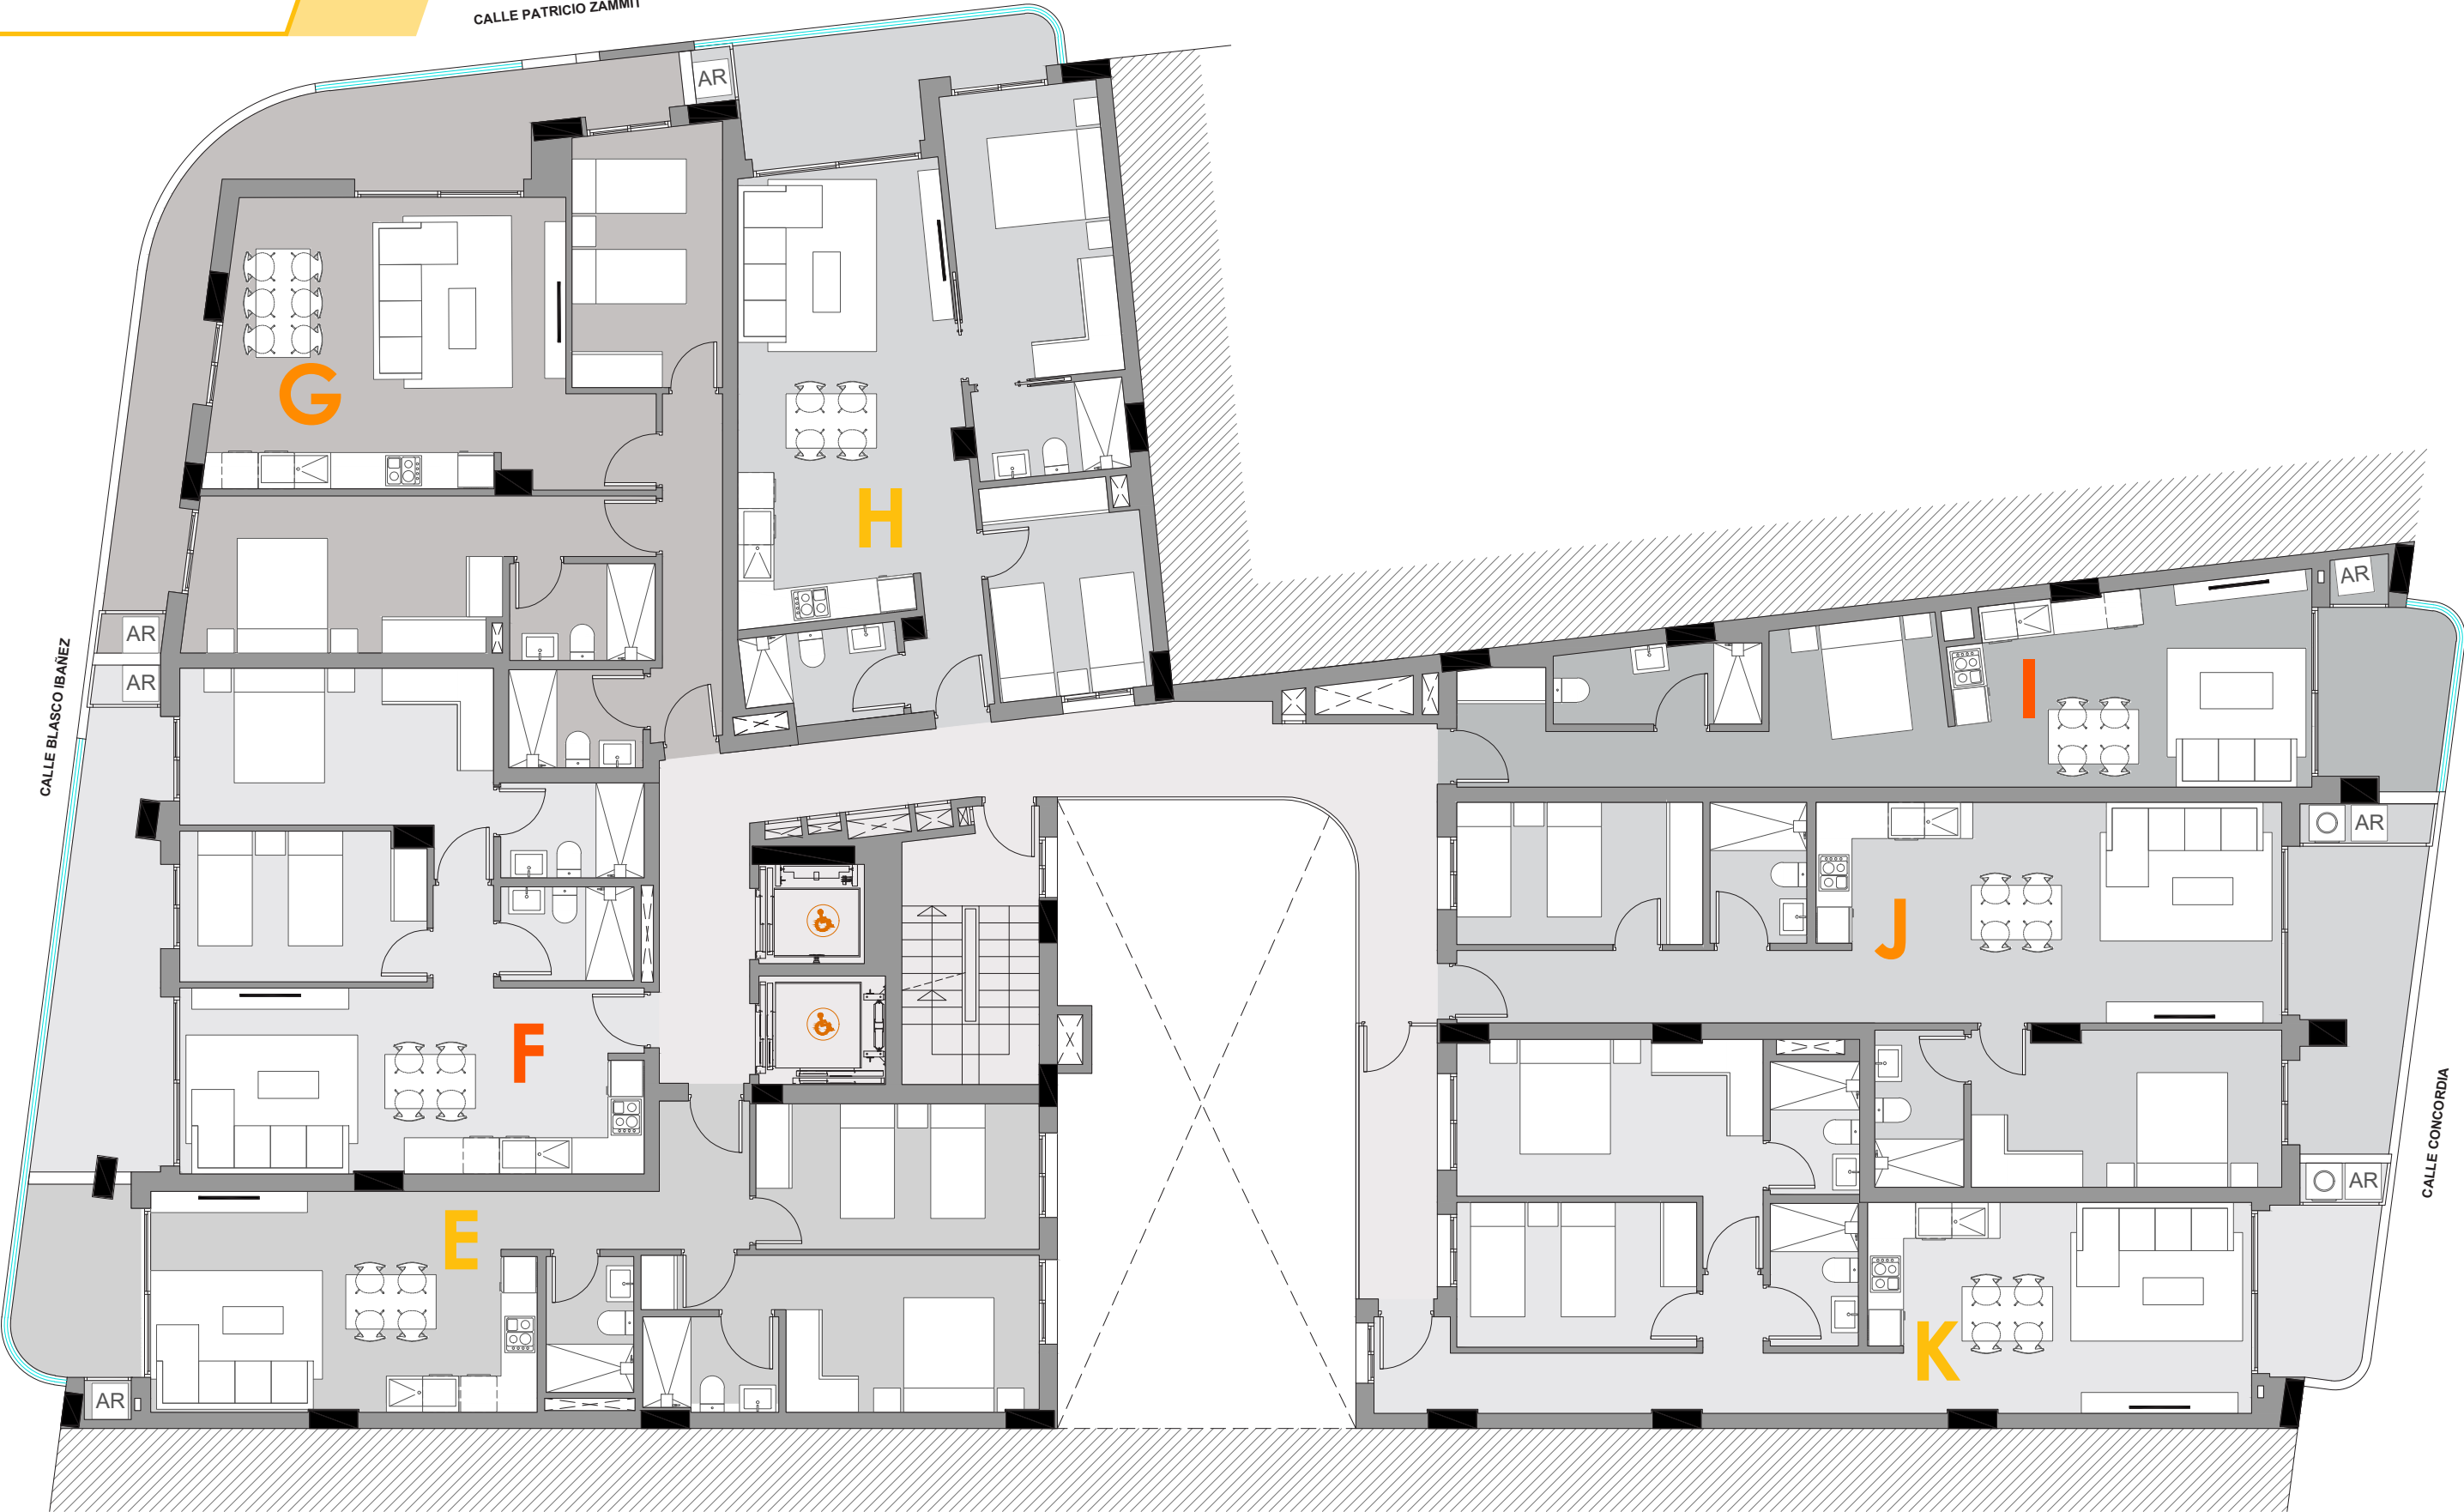 CALLE PATRICIO ZAMMIT
AR
G
H
AR
AR
AR
CALLE BLASCO IBAÑEZ
I
AR
J
F
CALLE CONCORDIA
AR
E
K
AR